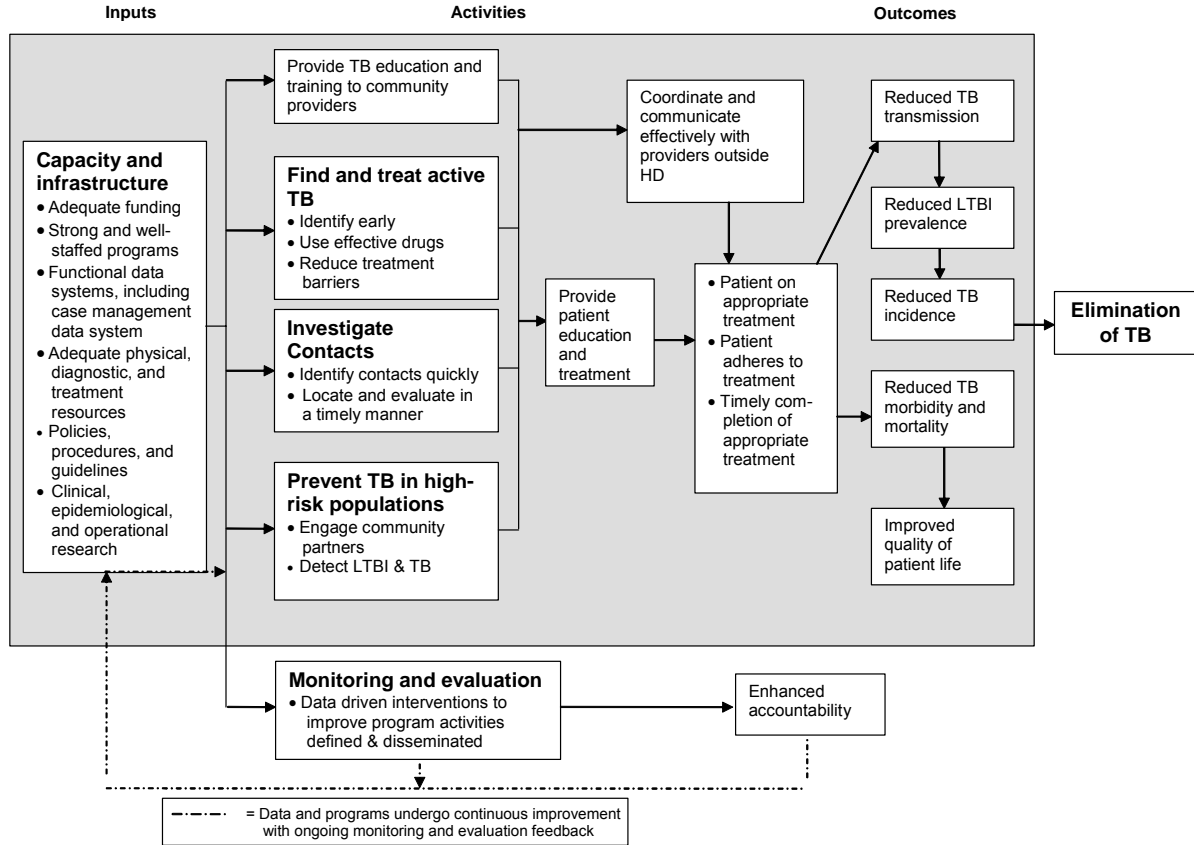 Inputs
Activities
Outcomes
Capacity and
infrastructure
• Adequate funding
• Strong and well-
staffed programs
• Functional data
systems, including
case management
data system
• Adequate physical,
diagnostic, and
treatment
resources
• Policies,
procedures, and
guidelines
• Clinical,
epidemiological,
and operational
research
Provide TB education and
training to community
providers
Find and treat active
TB
• Identify early
• Use effective drugs
• Reduce treatment
barriers
Investigate
Contacts
• Identify contacts quickly
• Locate and evaluate in
a timely manner
Prevent TB in high-
risk populations
• Engage community
partners
• Detect LTBI & TB
Monitoring and evaluation
• Data driven interventions to
improve program activities
defined & disseminated
Provide
patient
education
and
treatment
Coordinate and
communicate
effectively with
providers outside
HD
• Patient on
appropriate
treatment
• Patient
adheres to
treatment
• Timely com-
pletion of
appropriate
treatment
Reduced TB
transmission
Reduced LTBI
prevalence
Reduced TB
incidence
Reduced TB
morbidity and
mortality
Improved
quality of
patient life
Elimination
of TB
Enhanced
accountability
= Data and programs undergo continuous improvement
with ongoing monitoring and evaluation feedback